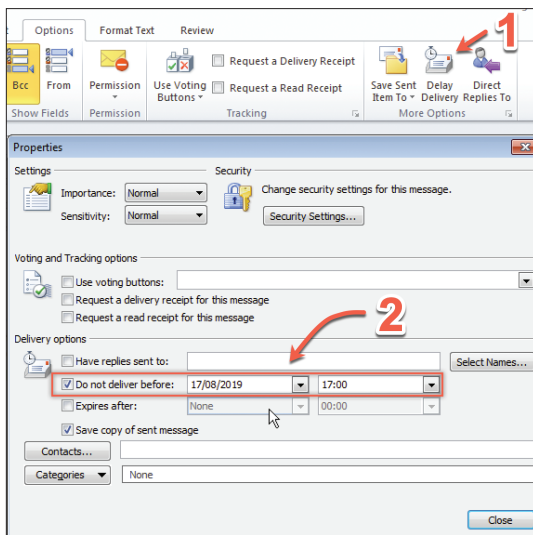 Options Format Text Review
1
Request a Delivery Receipt
Bcc From Permission Use Voting Buttons Request a Read Receipt Save Sent Item To Delay Delivery Direct Replies To
Show Fields Permission Tracking More Options
Properties
Settings Security
Importance: Normal Change security settings for this message.
Sensitivity: Normal Security Settings...
Voting and Tracking options
Use voting buttons:
Request a delivery receipt for this message
Request a read receipt for this message
2
Delivery options
Have replies sent to: Select Names...
Do not deliver before: 17/08/2019 17:00
Expires after: None 00:00
Save copy of sent message
Contacts...
Categories None
Close